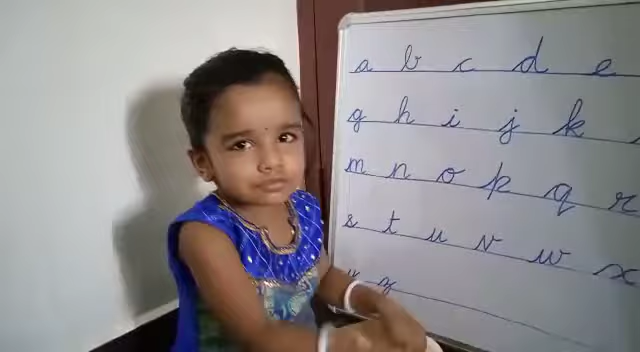 a b c d e
g h i j k
m n o p q r
s t u v w x
y z